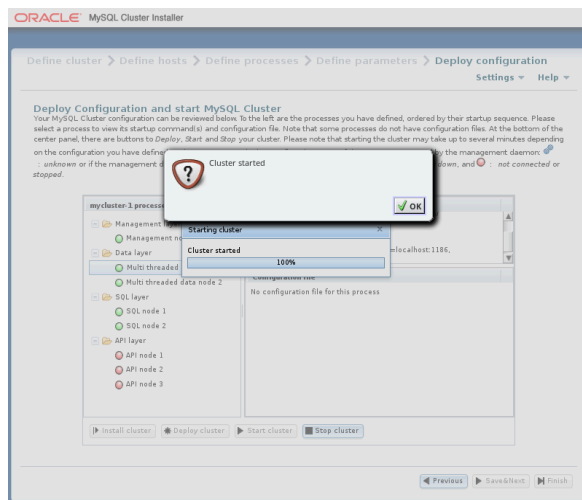 ORACLE MySQL Cluster Installer
Define cluster Define hosts Define processes Define parameters Deploy configuration
Settings Help
Deploy Configuration and start MySQL Cluster
Your MySQL Cluster configuration can be reviewed below. To the left are the processes you have defined, ordered by their startup sequence. Please
select a process to view its startup command(s) and configuration file. Note that some processes do not have configuration files. At the bottom of the
center panel, there are buttons to Deploy, Start and Stop your cluster. Please note that starting the cluster may take up to several minutes depending
on the configuration you have define by the management daemon:
: unknown or if the management d down, and : not connected or
stopped.
Cluster started
OK
mycluster-1 processe
Starting cluster
Management laye
Management no
Data layer
Cluster started
=localhost:1186,
100%
Multi threaded
Multi threaded data node 2
Configuration file
No configuration file for this process
SQL layer
SQL node 1
SQL node 2
API layer
API node 1
API node 2
API node 3
Install cluster Deploy cluster Start cluster Stop cluster
Previous Save&Next Finish